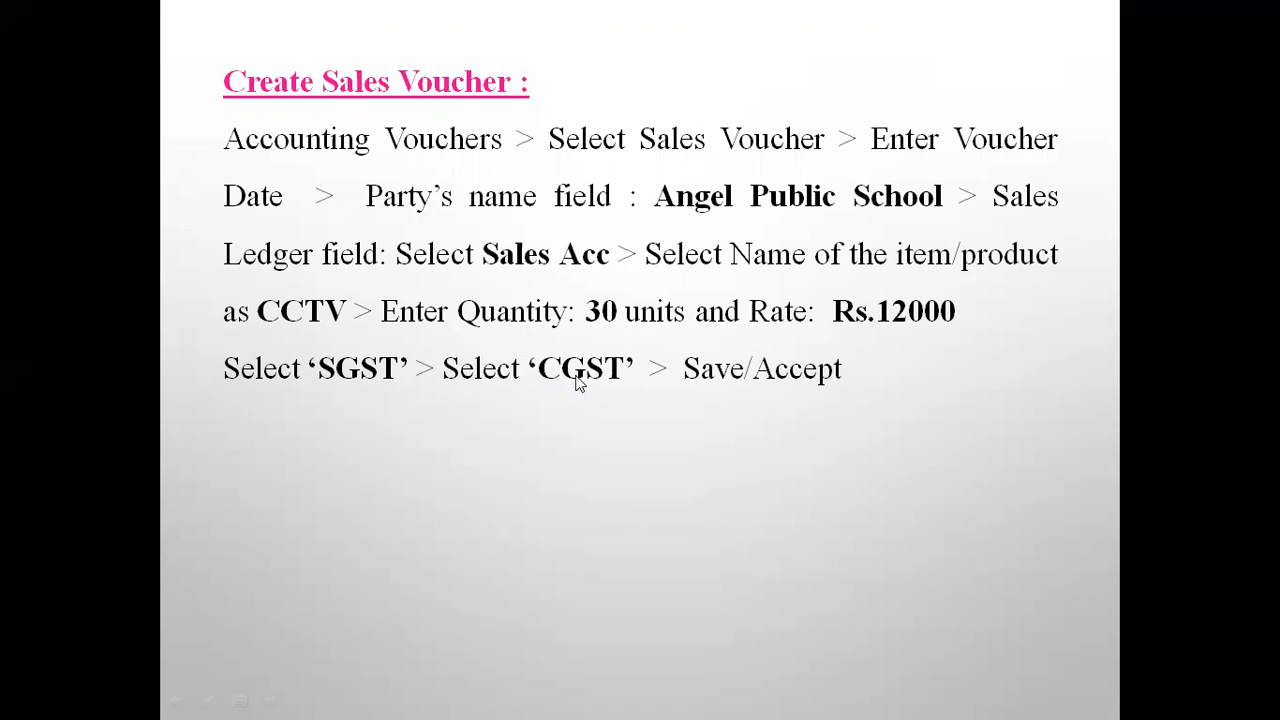 Create Sales Voucher :
Accounting Vouchers > Select Sales Voucher > Enter Voucher
Date > Party’s name field : Angel Public School > Sales
Ledger field: Select Sales Acc > Select Name of the item/product
as CCTV > Enter Quantity: 30 units and Rate: Rs.12000
Select ‘SGST’ > Select ‘CGST’ > Save/Accept